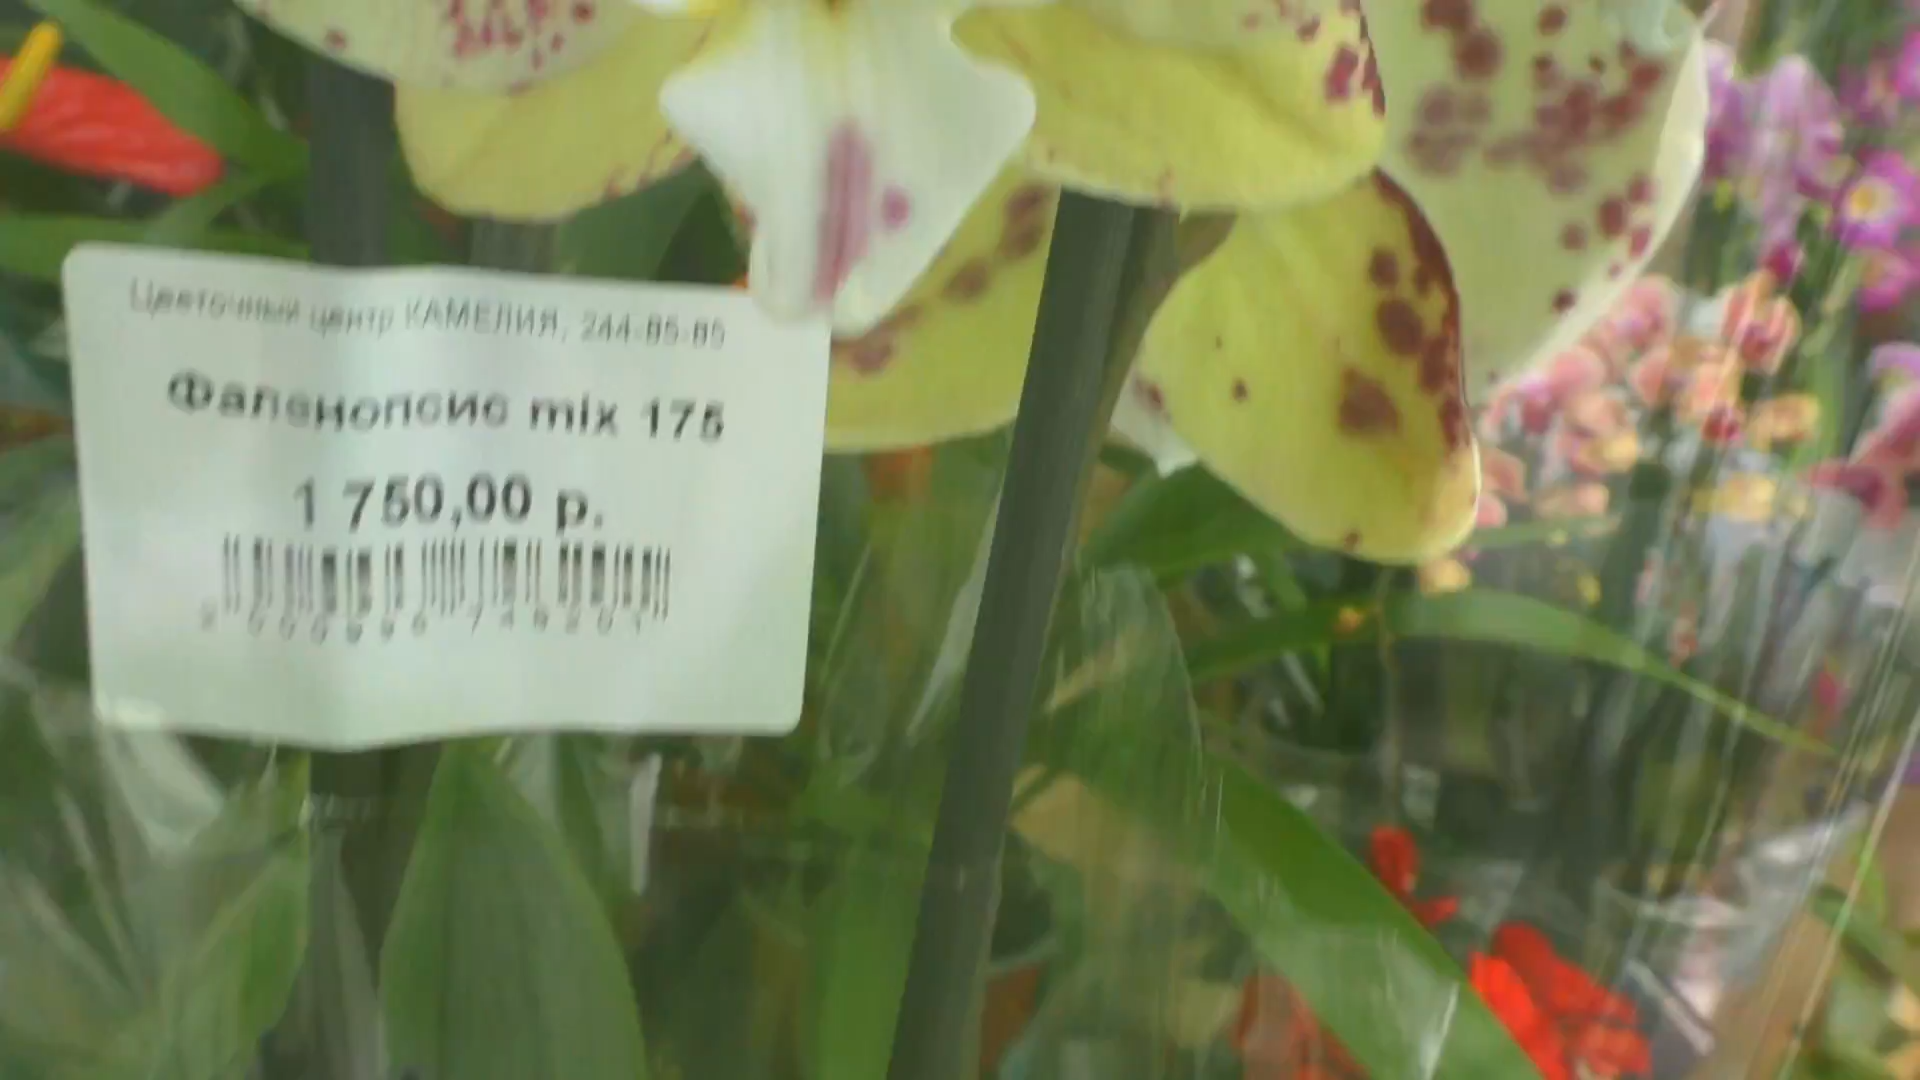 Цветочный центр КАМЕЛИЯ, 244-85-85
Фаленопсис mix 175
1 750,00 р.